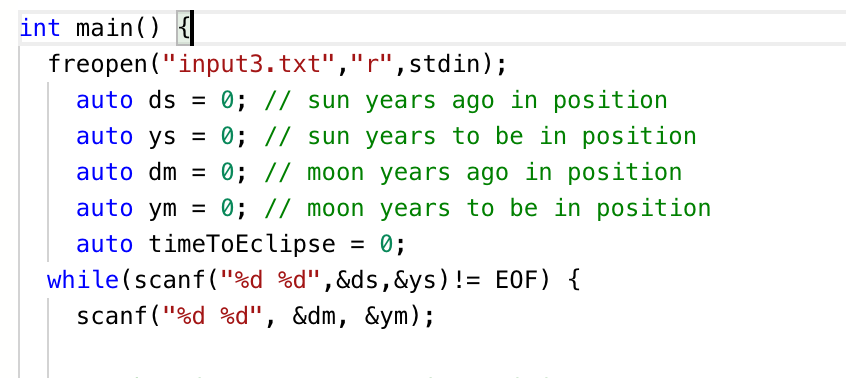 int main() {
freopen("input3.txt","r",stdin);
auto ds = 0; // sun years ago in position
auto ys = 0; // sun years to be in position
auto dm = 0; // moon years ago in position
auto ym = 0; // moon years to be in position
auto timeToEclipse = 0;
while(scanf("%d %d",&ds,&ys)!= EOF) {
scanf("%d %d", &dm, &ym);